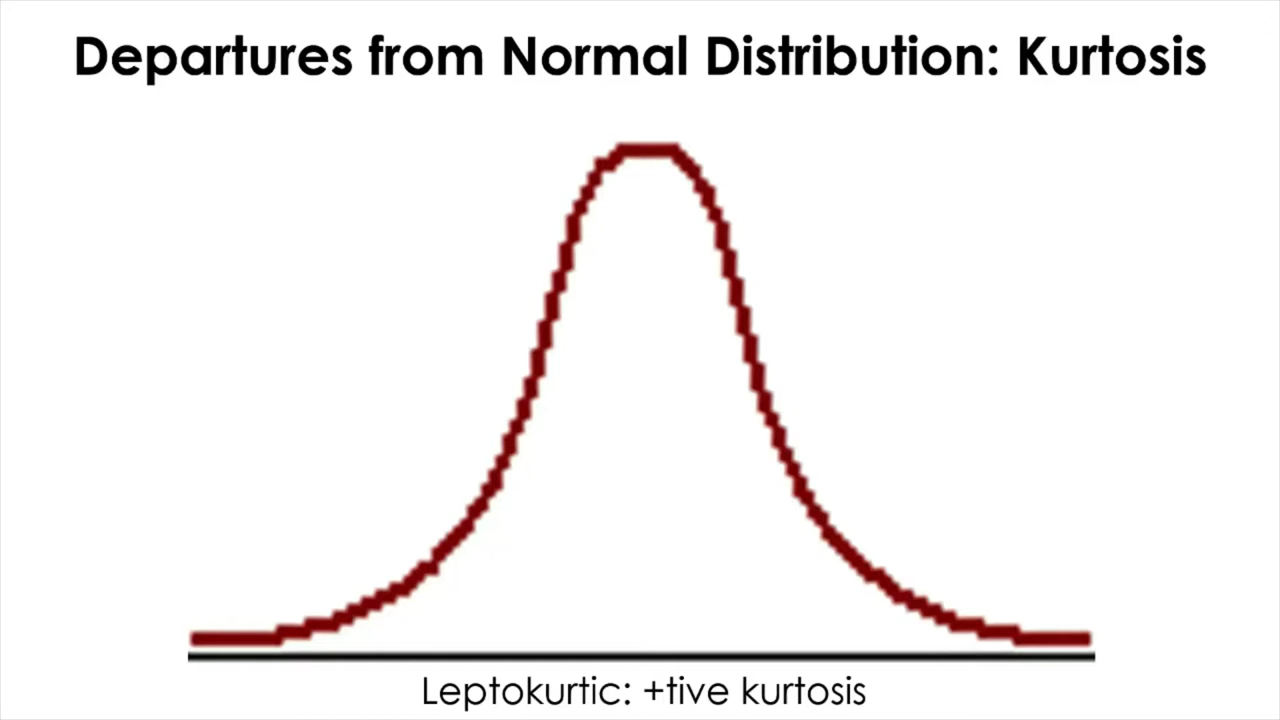 Departures from Normal Distribution: Kurtosis
Leptokurtic: +tive kurtosis